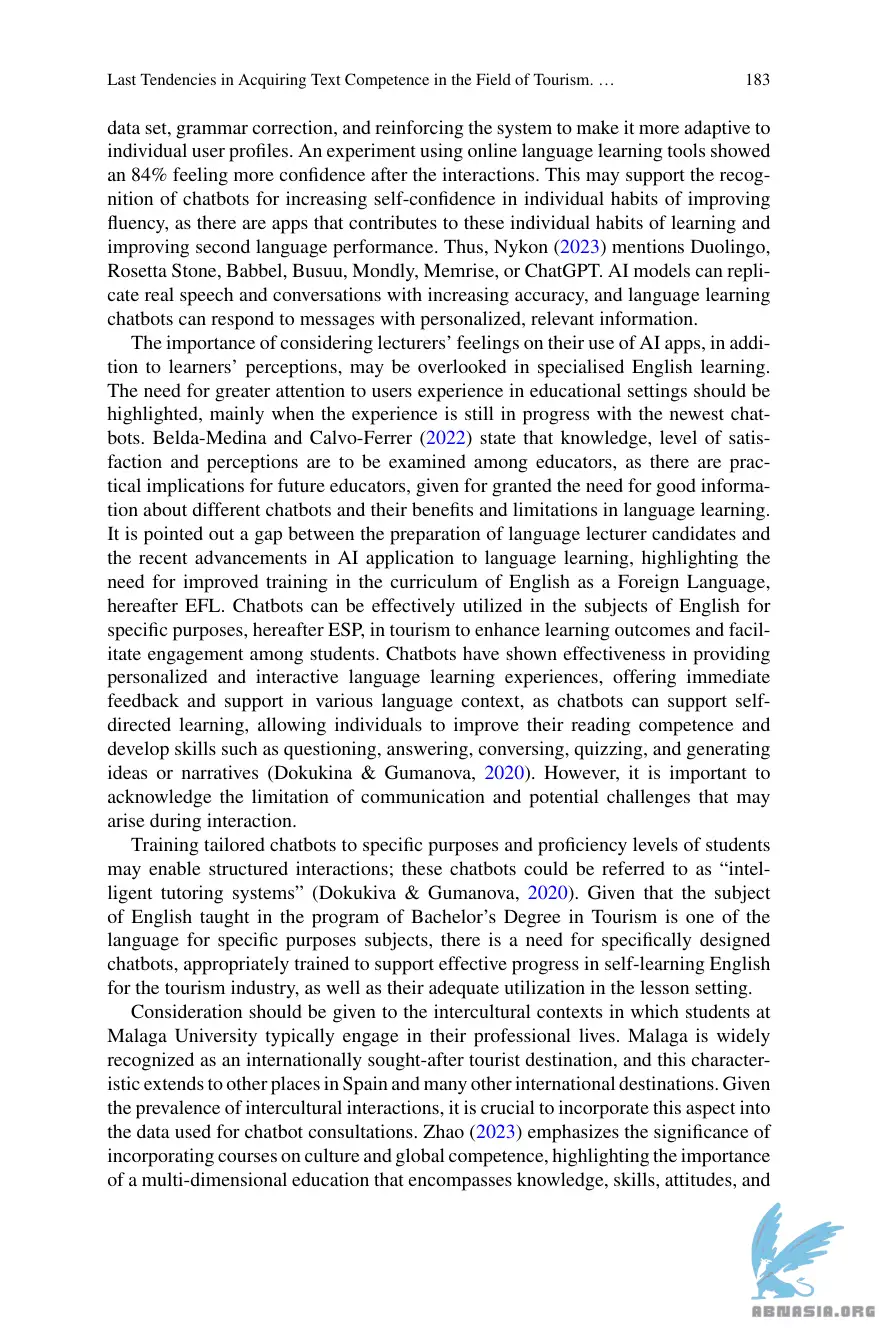 Last Tendencies in Acquiring Text Competence in the Field of Tourism. … 183
data set, grammar correction, and reinforcing the system to make it more adaptive to
individual user profiles. An experiment using online language learning tools showed
an 84% feeling more confidence after the interactions. This may support the recog-
nition of chatbots for increasing self-confidence in individual habits of improving
fluency, as there are apps that contributes to these individual habits of learning and
improving second language performance. Thus, Nykon (2023) mentions Duolingo,
Rosetta Stone, Babbel, Busuu, Mondly, Memrise, or ChatGPT. AI models can repli-
cate real speech and conversations with increasing accuracy, and language learning
chatbots can respond to messages with personalized, relevant information.
The importance of considering lecturers’ feelings on their use of AI apps, in addi-
tion to learners’ perceptions, may be overlooked in specialised English learning.
The need for greater attention to users experience in educational settings should be
highlighted, mainly when the experience is still in progress with the newest chat-
bots. Belda-Medina and Calvo-Ferrer (2022) state that knowledge, level of satis-
faction and perceptions are to be examined among educators, as there are prac-
tical implications for future educators, given for granted the need for good informa-
tion about different chatbots and their benefits and limitations in language learning.
It is pointed out a gap between the preparation of language lecturer candidates and
the recent advancements in AI application to language learning, highlighting the
need for improved training in the curriculum of English as a Foreign Language,
hereafter EFL. Chatbots can be effectively utilized in the subjects of English for
specific purposes, hereafter ESP, in tourism to enhance learning outcomes and facil-
itate engagement among students. Chatbots have shown effectiveness in providing
personalized and interactive language learning experiences, offering immediate
feedback and support in various language context, as chatbots can support self-
directed learning, allowing individuals to improve their reading competence and
develop skills such as questioning, answering, conversing, quizzing, and generating
ideas or narratives (Dokukina & Gumanova, 2020). However, it is important to
acknowledge the limitation of communication and potential challenges that may
arise during interaction.
Training tailored chatbots to specific purposes and proficiency levels of students
may enable structured interactions; these chatbots could be referred to as “intel-
ligent tutoring systems” (Dokukiva & Gumanova, 2020). Given that the subject
of English taught in the program of Bachelor’s Degree in Tourism is one of the
language for specific purposes subjects, there is a need for specifically designed
chatbots, appropriately trained to support effective progress in self-learning English
for the tourism industry, as well as their adequate utilization in the lesson setting.
Consideration should be given to the intercultural contexts in which students at
Malaga University typically engage in their professional lives. Malaga is widely
recognized as an internationally sought-after tourist destination, and this character-
istic extends to other places in Spain and many other international destinations. Given
the prevalence of intercultural interactions, it is crucial to incorporate this aspect into
the data used for chatbot consultations. Zhao (2023) emphasizes the significance of
incorporating courses on culture and global competence, highlighting the importance
of a multi-dimensional education that encompasses knowledge, skills, attitudes, and
ABNASIA.ORG